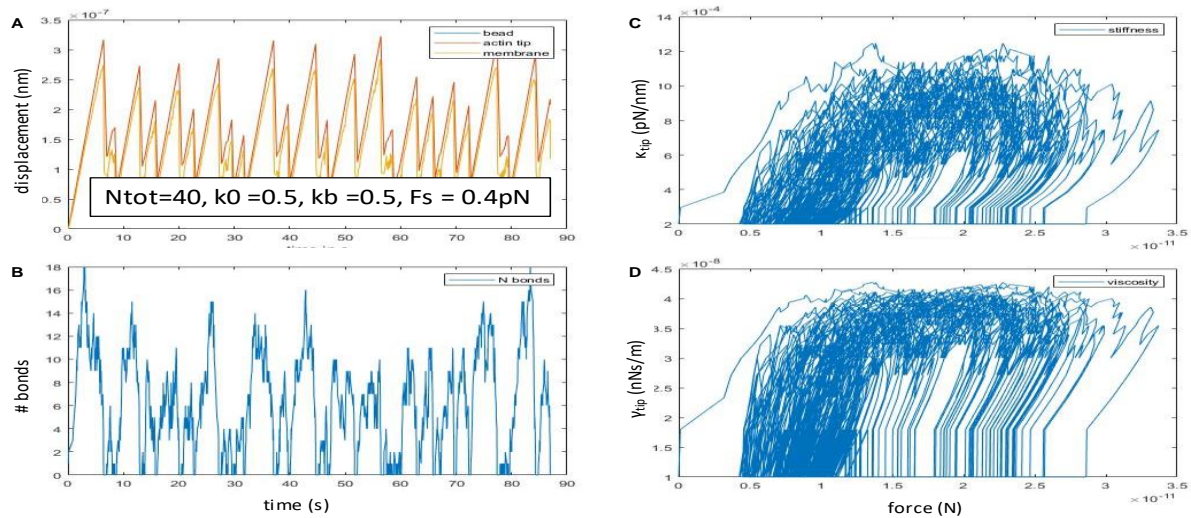 A
× 10⁻⁷
3.5
3
2.5
2
1.5
1
0.5
0
displacement (nm)
bead
actin tip
membrane
Ntot=40, k0 =0.5, kb =0.5, Fs = 0.4pN
0 10 20 30 40 50 60 70 80 90
B
18
16
14
12
10
8
6
4
2
0
# bonds
N bonds
0 10 20 30 40 50 60 70 80 90
time (s)
C
× 10⁻⁴
14
12
10
8
6
4
2
κtip (pN/nm)
stiffness
0 0.5 1 1.5 2 2.5 3 3.5
× 10⁻¹¹
D
× 10⁻⁸
4.5
4
3.5
3
2.5
2
1.5
1
γtip (nNs/m)
viscosity
0 0.5 1 1.5 2 2.5 3 3.5
× 10⁻¹¹
force (N)